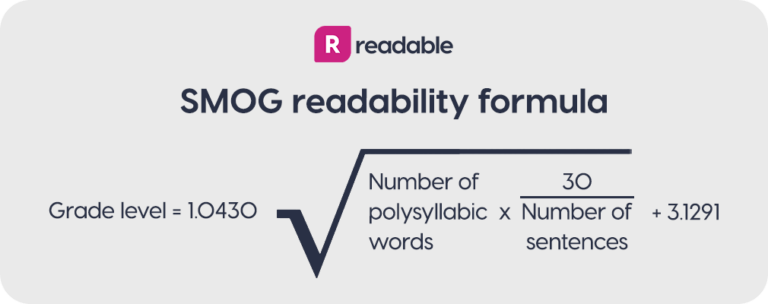 R readable
SMOG readability formula
Grade level = 1.0430 √ Number of polysyllabic words x 30 / Number of sentences + 3.1291